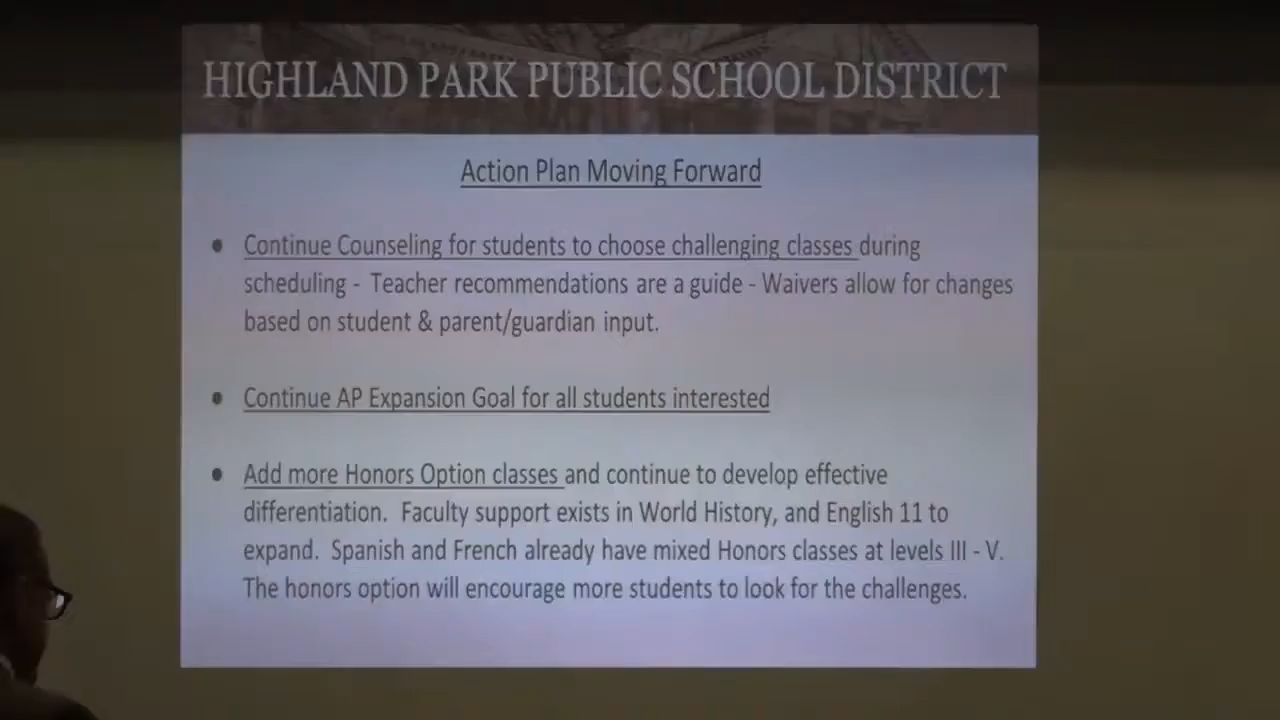 HIGHLAND PARK PUBLIC SCHOOL DISTRICT
Action Plan Moving Forward
• Continue Counseling for students to choose challenging classes during
scheduling - Teacher recommendations are a guide - Waivers allow for changes
based on student & parent/guardian input.
• Continue AP Expansion Goal for all students interested
• Add more Honors Option classes and continue to develop effective
differentiation. Faculty support exists in World History, and English 11 to
expand. Spanish and French already have mixed Honors classes at levels III - V.
The honors option will encourage more students to look for the challenges.